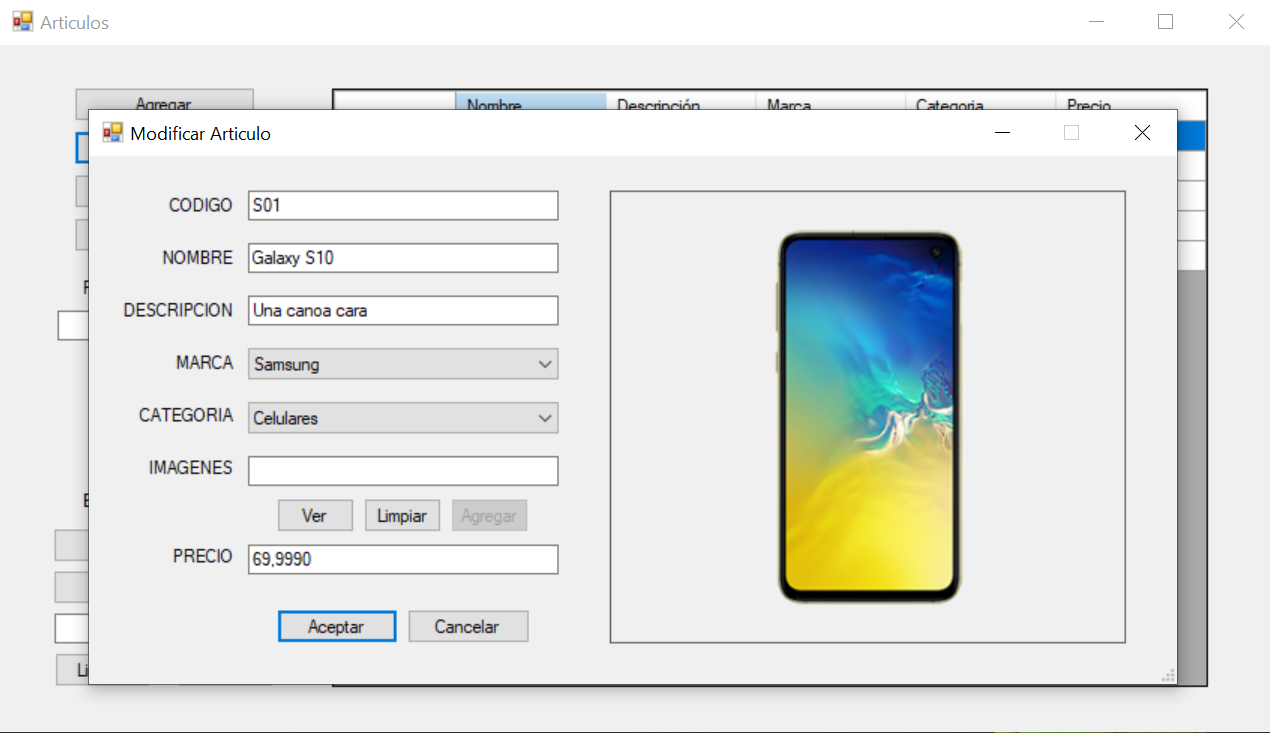 Articulos
Agregar
Nombre Descripción Marca Categoria Precio
Modificar Articulo
CODIGO S01
NOMBRE Galaxy S10
DESCRIPCION Una canoa cara
MARCA Samsung
CATEGORIA Celulares
IMAGENES
Ver Limpiar Agregar
PRECIO 69,9990
Aceptar Cancelar